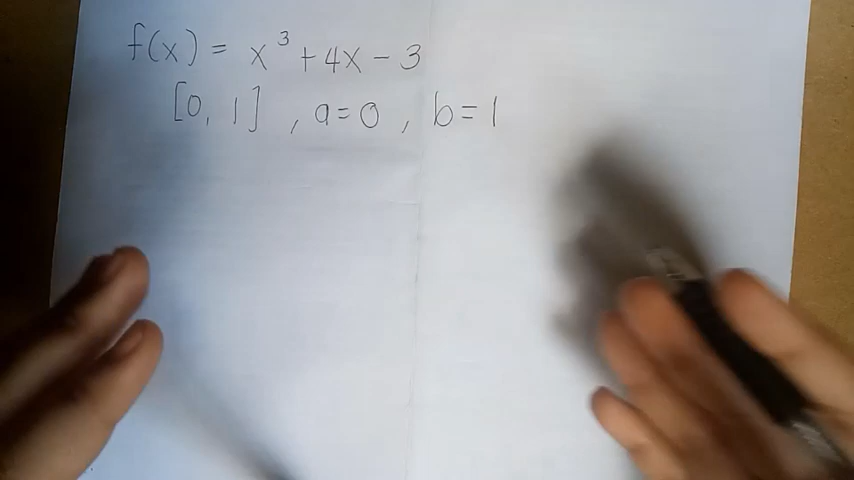 f(x) = x³ + 4x - 3
[0, 1] , a = 0 , b = 1